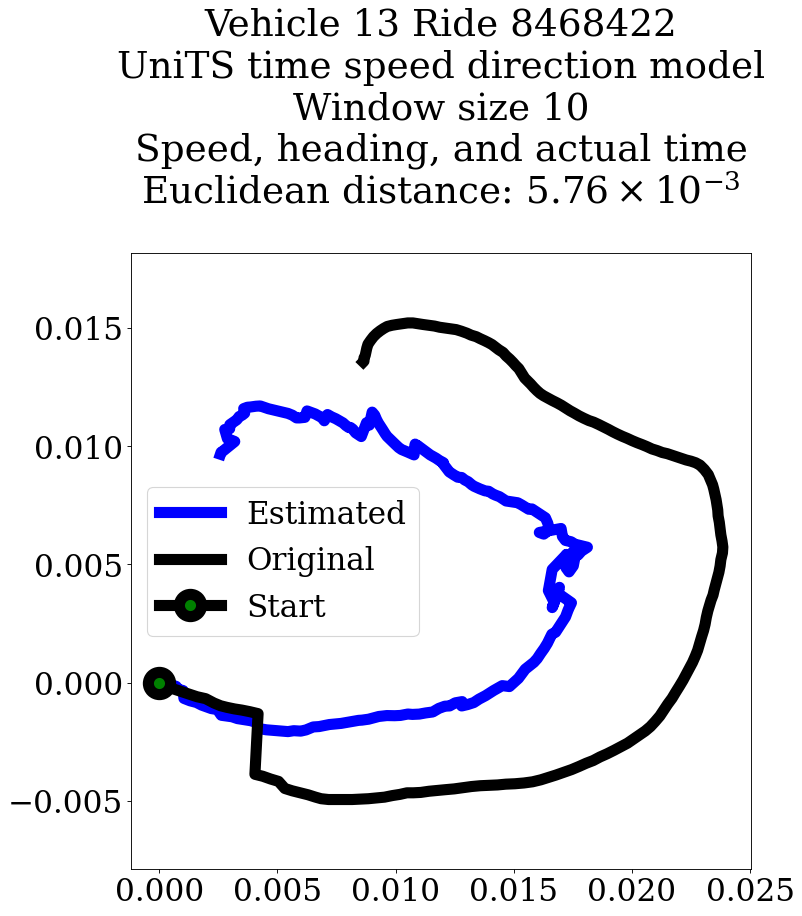 Vehicle 13 Ride 8468422
UniTS time speed direction model
Window size 10
Speed, heading, and actual time
Euclidean distance: 5.76 × 10⁻³
0.015
0.010
0.005
0.000
−0.005
Estimated
Original
Start
0.000 0.005 0.010 0.015 0.020 0.025